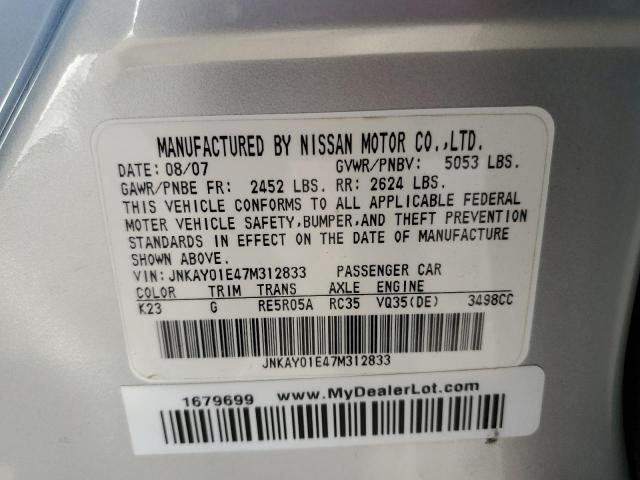 MANUFACTURED BY NISSAN MOTOR CO.,LTD.
DATE: 08/07 GVWR/PNBV: 5053 LBS.
GAWR/PNBE FR: 2452 LBS. RR: 2624 LBS.
THIS VEHICLE CONFORMS TO ALL APPLICABLE FEDERAL
MOTOR VEHICLE SAFETY,BUMPER,AND THEFT PREVENTION
STANDARDS IN EFFECT ON THE DATE OF MANUFACTURE
SHOWN ABOVE.
VIN: JNKAY01E47M312833 PASSENGER CAR
COLOR TRIM TRANS AXLE ENGINE
K23 G RE5R05A RC35 VQ35(DE) 3498CC
JNKAY01E47M312833
1679699 www.MyDealerLot.com